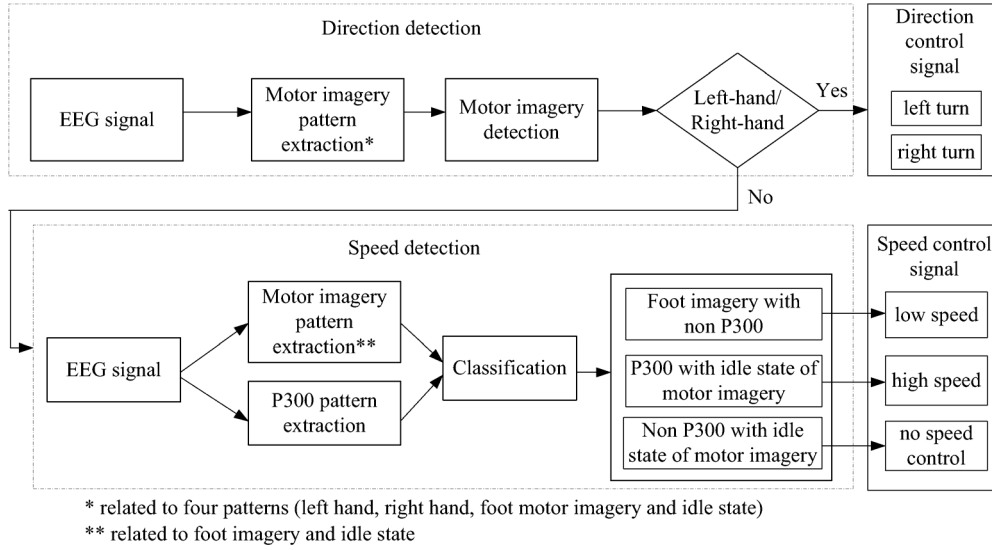 Direction detection
EEG signal
Motor imagery
pattern
extraction*
Motor imagery
detection
Left-hand/
Right-hand
Yes
No
Direction
control
signal
left turn
right turn
Speed detection
EEG signal
Motor imagery
pattern
extraction**
P300 pattern
extraction
Classification
Foot imagery with
non P300
P300 with idle state of
motor imagery
Non P300 with idle
state of motor imagery
Speed control
signal
low speed
high speed
no speed
control
* related to four patterns (left hand, right hand, foot motor imagery and idle state)
** related to foot imagery and idle state